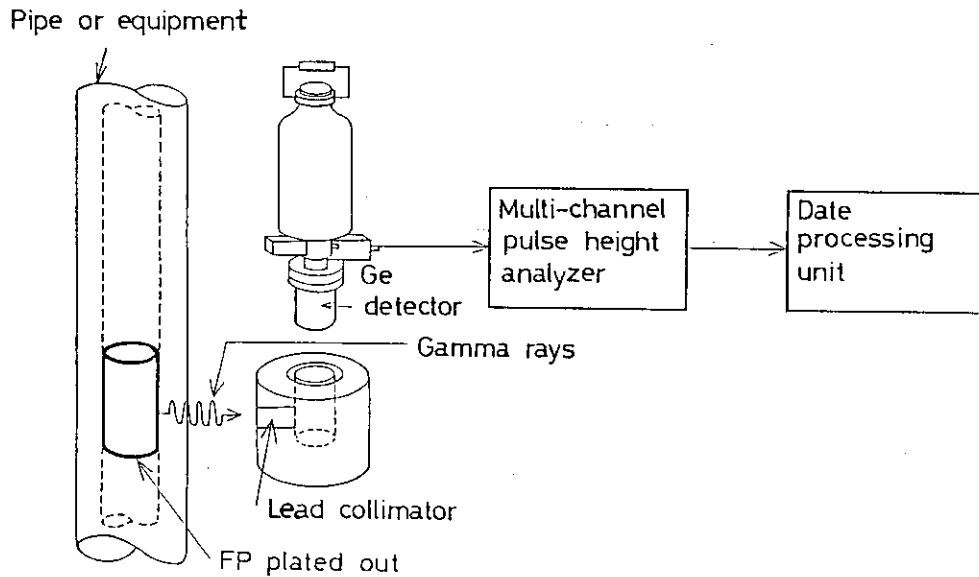 Pipe or equipment
Multi-channel
pulse height
analyzer
Date
processing
unit
Ge
detector
Gamma rays
Lead collimator
FP plated out